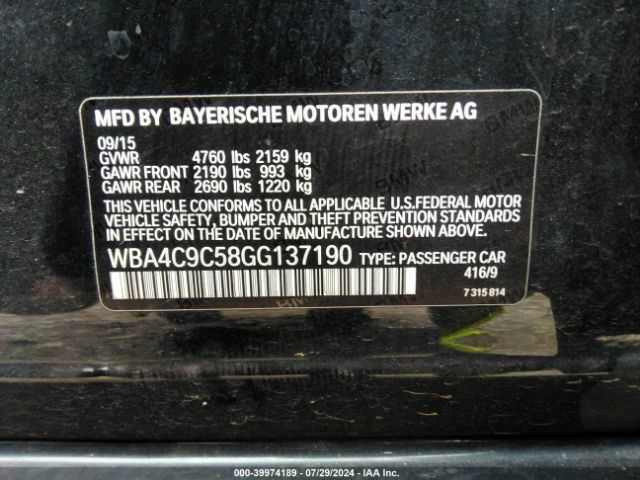 MFD BY BAYERISCHE MOTOREN WERKE AG
09/15
GVWR 4760 lbs 2159 kg
GAWR FRONT 2190 lbs 993 kg
GAWR REAR 2690 lbs 1220 kg
THIS VEHICLE CONFORMS TO ALL APPLICABLE U.S.FEDERAL MOTOR
VEHICLE SAFETY, BUMPER AND THEFT PREVENTION STANDARDS
IN EFFECT ON THE DATE OF MANUFACTURE SHOWN ABOVE.
WBA4C9C58GG137190 TYPE: PASSENGER CAR
416/9
7 315 814
000-39974189 - 07/29/2024 - IAA Inc.